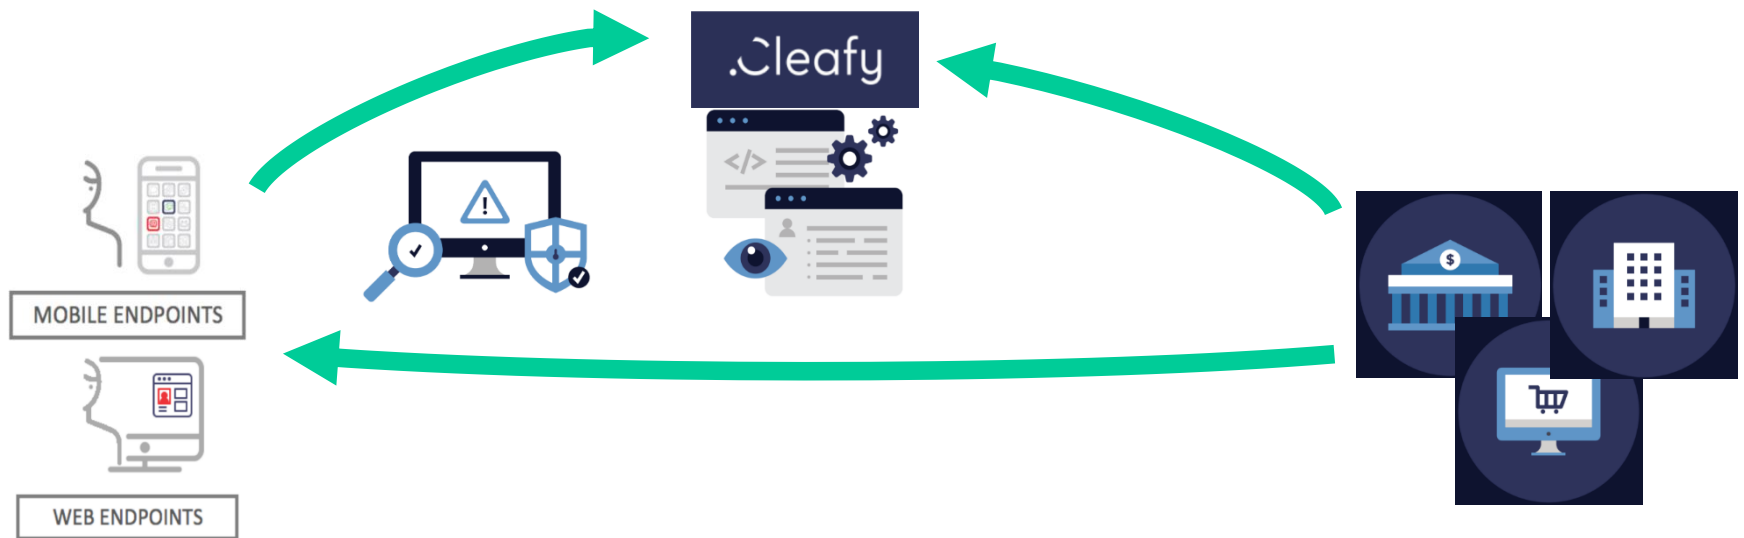 .Cleafy
</>
!
$
MOBILE ENDPOINTS
WEB ENDPOINTS